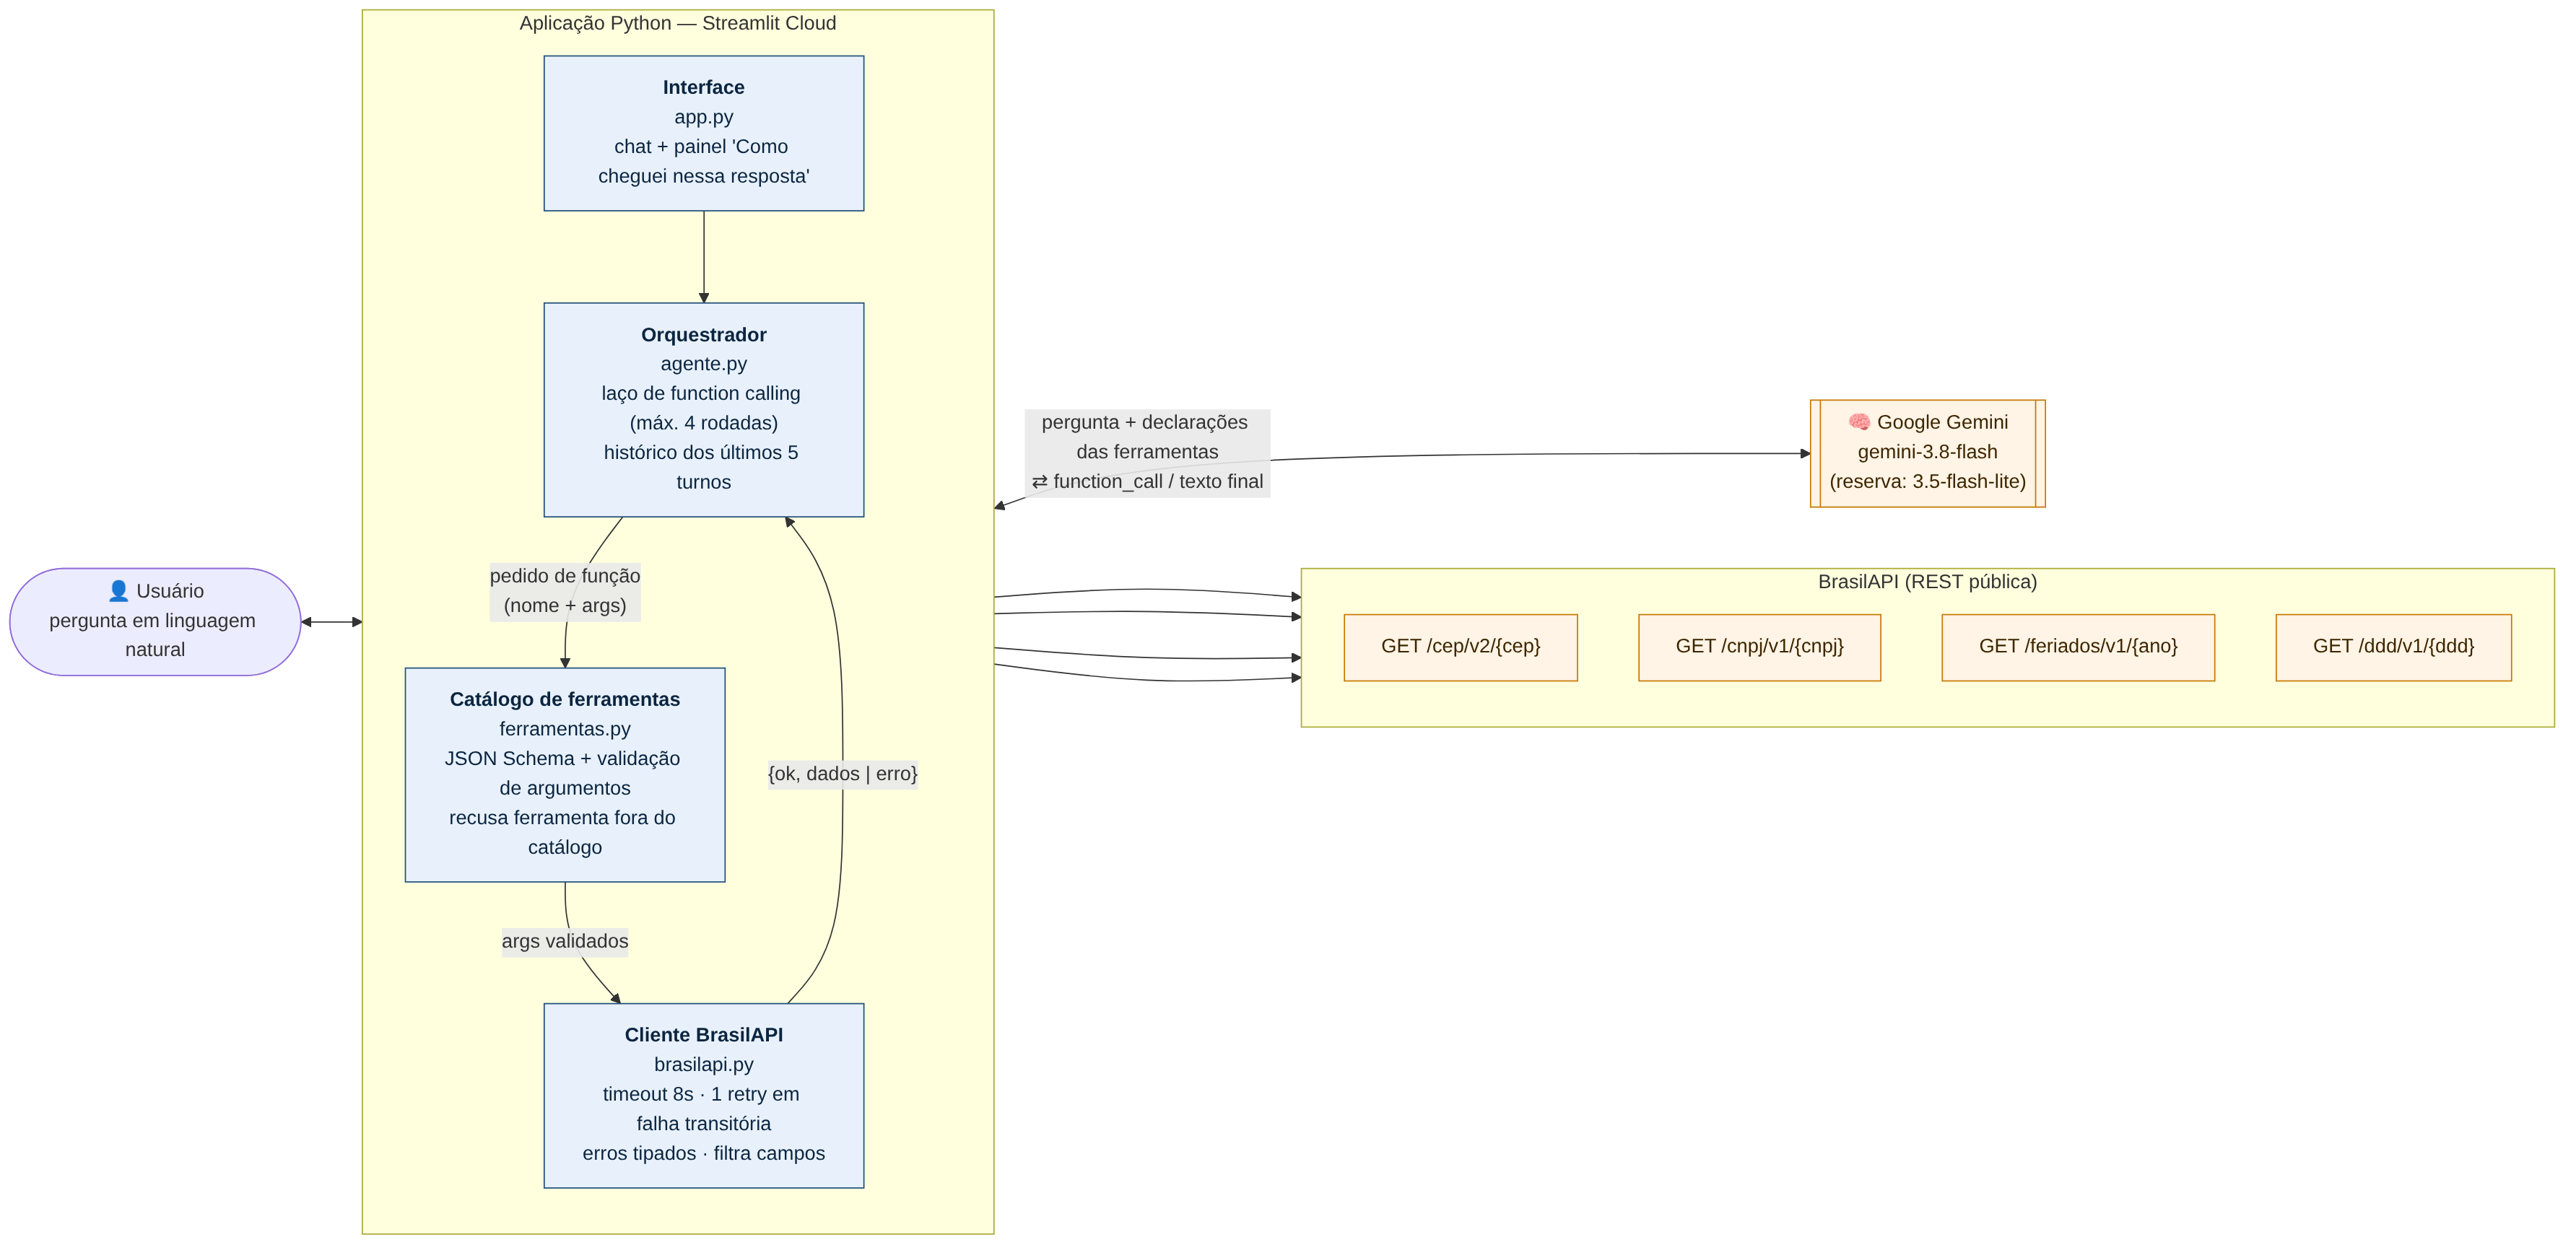 Aplicação Python — Streamlit Cloud
Interface
app.py
chat + painel 'Como
cheguei nessa resposta'
Orquestrador
agente.py
laço de function calling
(máx. 4 rodadas)
histórico dos últimos 5
turnos
pedido de função
(nome + args)
Catálogo de ferramentas
ferramentas.py
JSON Schema + validação
de argumentos
recusa ferramenta fora do
catálogo
{ok, dados | erro}
args validados
Cliente BrasilAPI
brasilapi.py
timeout 8s · 1 retry em
falha transitória
erros tipados · filtra campos
👤 Usuário
pergunta em linguagem
natural
pergunta + declarações
das ferramentas
⇄ function_call / texto final
🧠 Google Gemini
gemini-3.8-flash
(reserva: 3.5-flash-lite)
BrasilAPI (REST pública)
GET /cep/v2/{cep}
GET /cnpj/v1/{cnpj}
GET /feriados/v1/{ano}
GET /ddd/v1/{ddd}